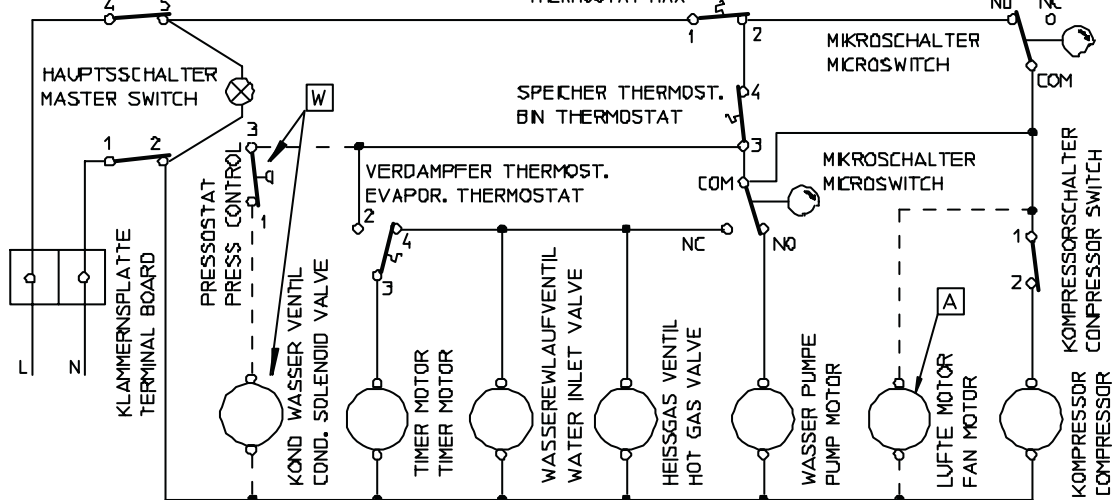 4 5
1 2
NO NC
MIKROSCHALTER
MICROSWITCH
COM
HAUPTSSCHALTER
MASTER SWITCH
W
SPEICHER THERMOST.
BIN THERMOSTAT
4
3
1 2
3
1
PRESSOSTAT
PRESS CONTROL
VERDAMPFER THERMOST.
EVAPOR. THERMOSTAT
2
4
3
COM
MIKROSCHALTER
MICROSWITCH
NC
NO
KOMPRESSORSCHALTER
CONPRESSOR SWITCH
1
2
A
L
N
KLAMMERNSPLATTE
TERMINAL BOARD
KOND WASSER VENTIL
COND. SOLENOID VALVE
TIMER MOTOR
TIMER MOTOR
WASSEREWLAUFVENTIL
WATER INLET VALVE
HEISSGAS VENTIL
HOT GAS VALVE
WASSER PUMPE
PUMP MOTOR
LUFTE MOTOR
FAN MOTOR
KOMPRESSOR
COMPRESSOR